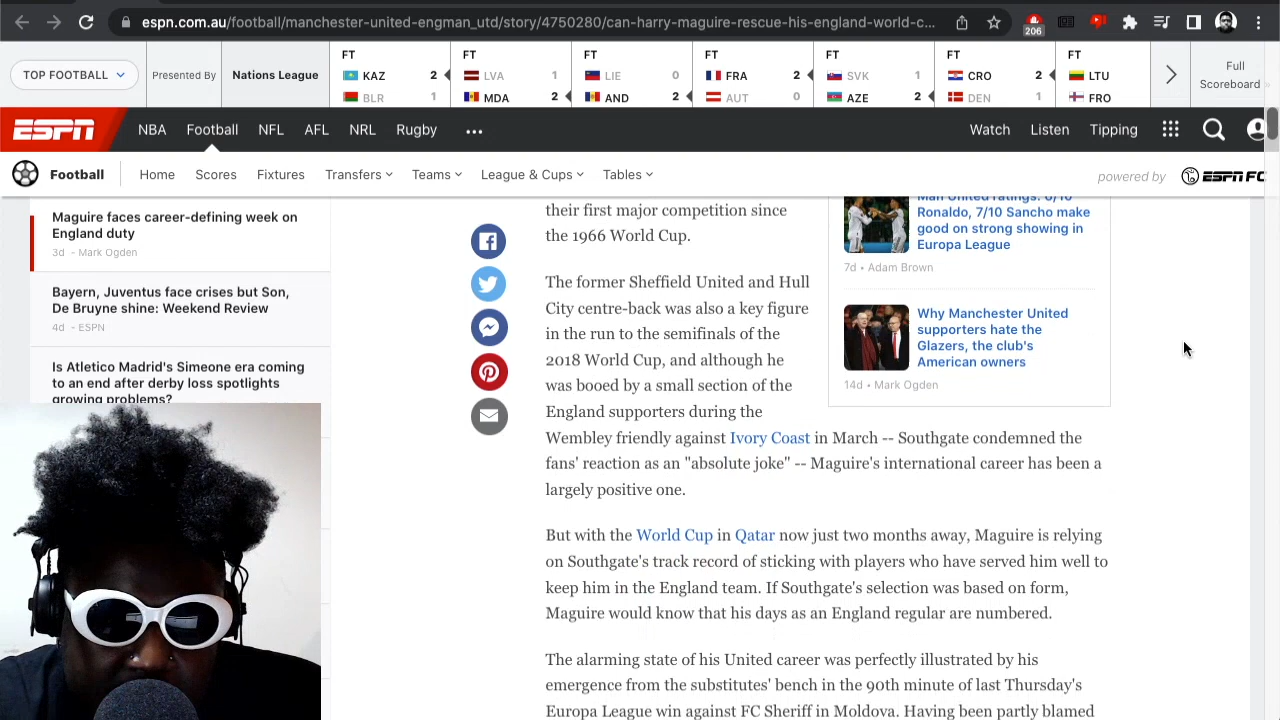 espn.com.au/football/manchester-united-engman_utd/story/4750280/can-harry-maguire-rescue-his-england-world-c...
206
TOP FOOTBALL
Presented By
Nations League
FT
KAZ 2
BLR 1
FT
LVA 1
MDA 2
FT
LIE 0
AND 2
FT
FRA 2
AUT 0
FT
SVK 1
AZE 2
FT
CRO 2
DEN 1
FT
LTU
FRO
Full
Scoreboard
ESPN
NBA
Football
NFL
AFL
NRL
Rugby
...
Watch
Listen
Tipping
Football
Home
Scores
Fixtures
Transfers
Teams
League & Cups
Tables
powered by
ESPN FC
Maguire faces career-defining week on
England duty
3d - Mark Ogden
Bayern, Juventus face crises but Son,
De Bruyne shine: Weekend Review
4d - ESPN
Is Atletico Madrid's Simeone era coming
to an end after derby loss spotlights
growing problems?
their first major competition since
the 1966 World Cup.
The former Sheffield United and Hull
City centre-back was also a key figure
in the run to the semifinals of the
2018 World Cup, and although he
was booed by a small section of the
England supporters during the
Wembley friendly against Ivory Coast in March -- Southgate condemned the
fans' reaction as an "absolute joke" -- Maguire's international career has been a
largely positive one.
But with the World Cup in Qatar now just two months away, Maguire is relying
on Southgate's track record of sticking with players who have served him well to
keep him in the England team. If Southgate's selection was based on form,
Maguire would know that his days as an England regular are numbered.
The alarming state of his United career was perfectly illustrated by his
emergence from the substitutes' bench in the 90th minute of last Thursday's
Europa League win against FC Sheriff in Moldova. Having been partly blamed
Man United ratings: 6/10
Ronaldo, 7/10 Sancho make
good on strong showing in
Europa League
7d • Adam Brown
Why Manchester United
supporters hate the
Glazers, the club's
American owners
14d • Mark Ogden